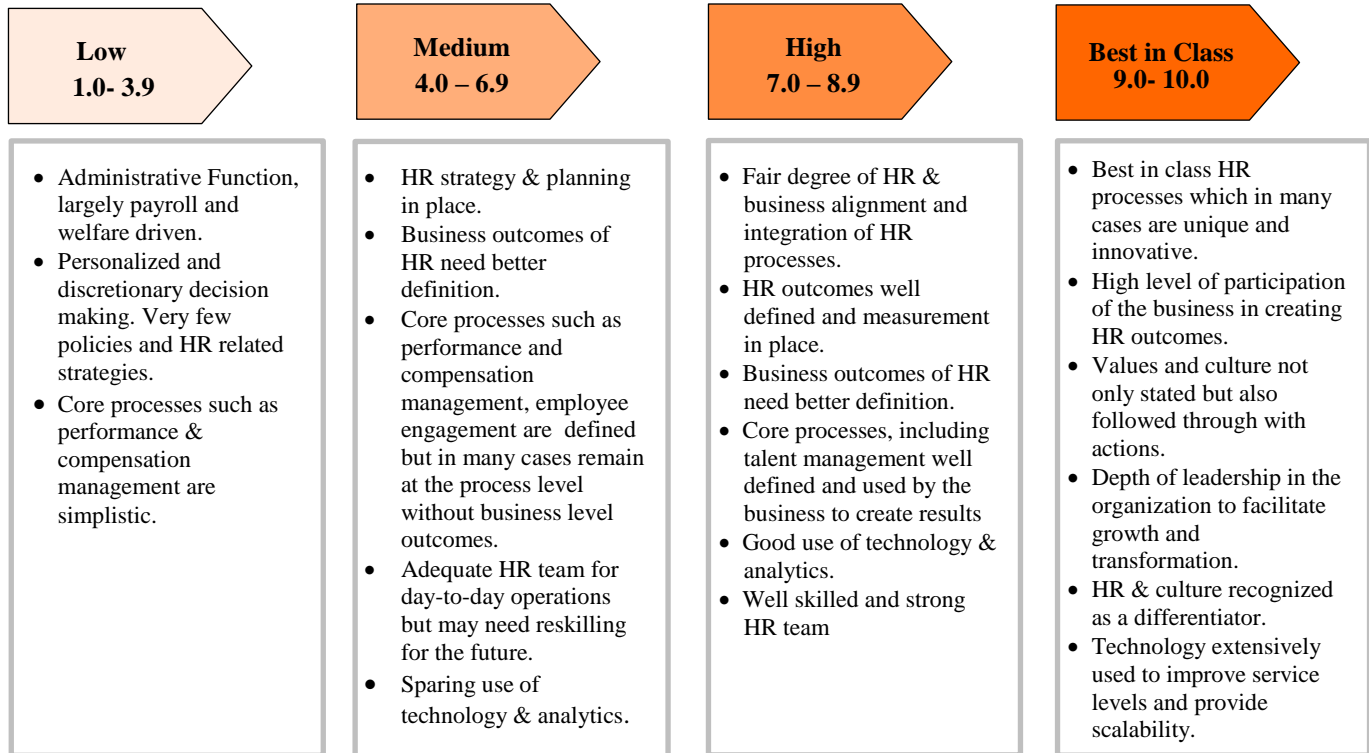 Low
1.0- 3.9
Medium
4.0 – 6.9
High
7.0 – 8.9
Best in Class
9.0- 10.0
• Administrative Function,
largely payroll and
welfare driven.
• Personalized and
discretionary decision
making. Very few
policies and HR related
strategies.
• Core processes such as
performance &
compensation
management are
simplistic.
• HR strategy & planning
in place.
• Business outcomes of
HR need better
definition.
• Core processes such as
performance and
compensation
management, employee
engagement are defined
but in many cases remain
at the process level
without business level
outcomes.
• Adequate HR team for
day-to-day operations
but may need reskilling
for the future.
• Sparing use of
technology & analytics.
• Fair degree of HR &
business alignment and
integration of HR
processes.
• HR outcomes well
defined and measurement
in place.
• Business outcomes of HR
need better definition.
• Core processes, including
talent management well
defined and used by the
business to create results
• Good use of technology &
analytics.
• Well skilled and strong
HR team
• Best in class HR
processes which in many
cases are unique and
innovative.
• High level of participation
of the business in creating
HR outcomes.
• Values and culture not
only stated but also
followed through with
actions.
• Depth of leadership in the
organization to facilitate
growth and
transformation.
• HR & culture recognized
as a differentiator.
• Technology extensively
used to improve service
levels and provide
scalability.